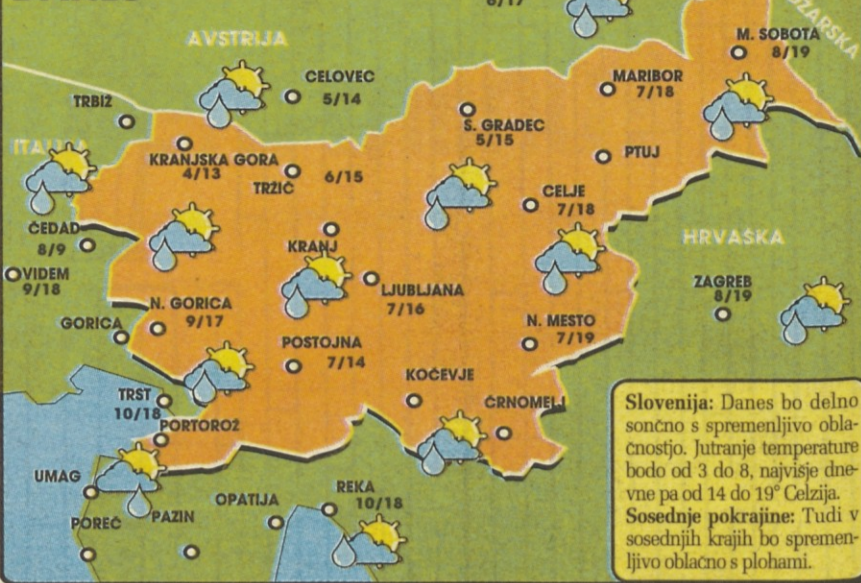 6/17
AVSTRIJA
M. SOBOTA
8/19
CELOVEC
5/14
MARIBOR
7/18
TRBIŽ
S. GRADEC
5/15
KRANJSKA GORA
4/13
TRŽIČ
6/15
PTUJ
CELJE
7/18
ČEDAD
8/9
KRANJ
HRVAŠKA
VIDEM
9/18
LJUBLJANA
7/16
ZAGREB
8/19
N. GORICA
9/17
GORICA
N. MESTO
7/19
POSTOJNA
7/14
KOČEVJE
TRST
10/18
ČRNOMELJ
PORTOROŽ
UMAG
OPATIJA
REKA
10/18
POREČ
PAZIN
Slovenija: Danes bo delno
sončno s spremenljivo obla-
čnostjo. Jutranje temperature
bodo od 3 do 8, najvišje dne-
vne pa od 14 do 19° Celzija.
Sosednje pokrajine: Tudi v
sosednjih krajih bo spremen-
ljivo oblačno s plohami.